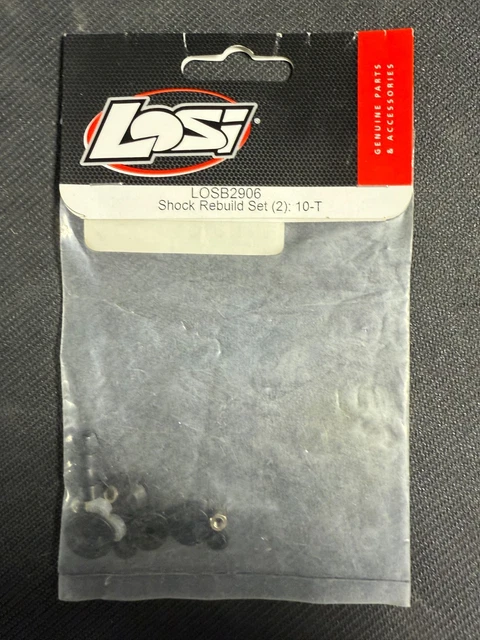 LOSI®
GENUINE PARTS
& ACCESSORIES
LOSB2906
Shock Rebuild Set (2): 10-T